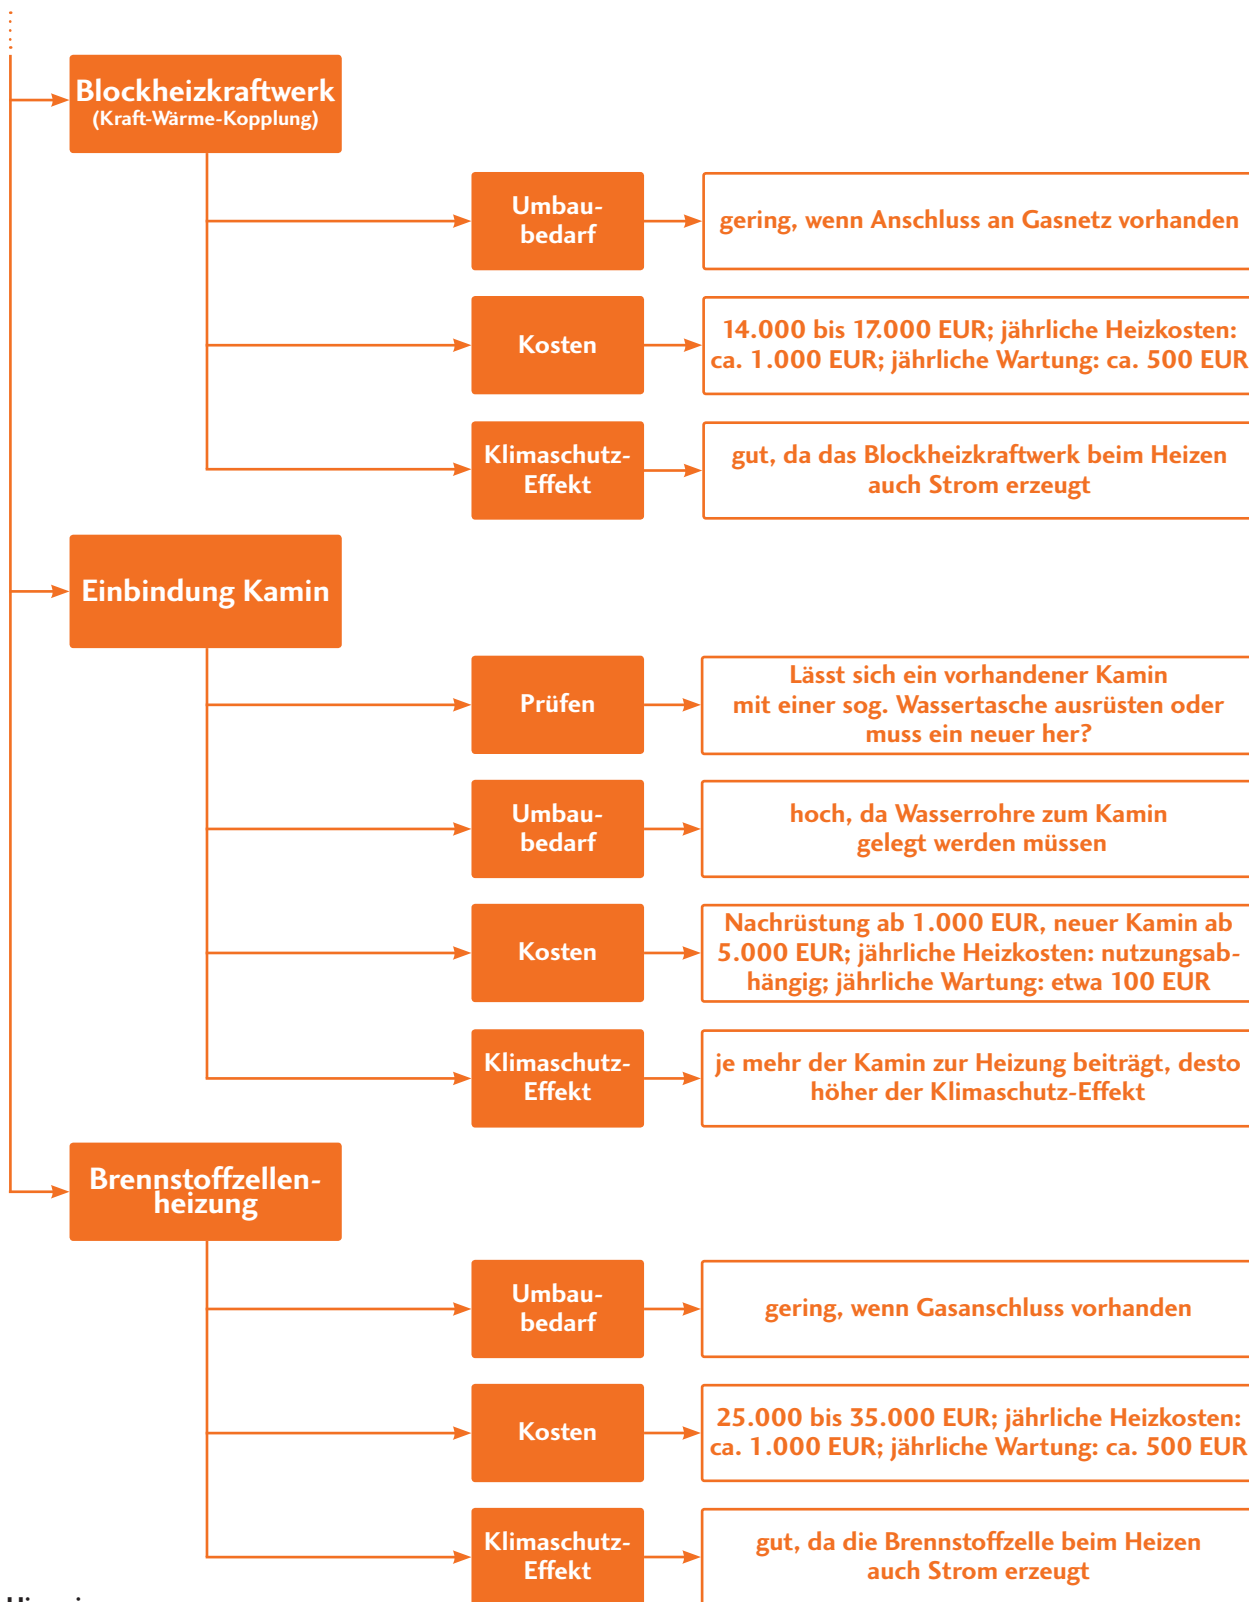 Blockheizkraftwerk
(Kraft-Wärme-Kopplung)
Umbau-
bedarf
gering, wenn Anschluss an Gasnetz vorhanden
Kosten
14.000 bis 17.000 EUR; jährliche Heizkosten:
ca. 1.000 EUR; jährliche Wartung: ca. 500 EUR
Klimaschutz-
Effekt
gut, da das Blockheizkraftwerk beim Heizen
auch Strom erzeugt
Einbindung Kamin
Prüfen
Lässt sich ein vorhandener Kamin
mit einer sog. Wassertasche ausrüsten oder
muss ein neuer her?
Umbau-
bedarf
hoch, da Wasserrohre zum Kamin
gelegt werden müssen
Kosten
Nachrüstung ab 1.000 EUR, neuer Kamin ab
5.000 EUR; jährliche Heizkosten: nutzungsab-
hängig; jährliche Wartung: etwa 100 EUR
Klimaschutz-
Effekt
je mehr der Kamin zur Heizung beiträgt, desto
höher der Klimaschutz-Effekt
Brennstoffzellen-
heizung
Umbau-
bedarf
gering, wenn Gasanschluss vorhanden
Kosten
25.000 bis 35.000 EUR; jährliche Heizkosten:
ca. 1.000 EUR; jährliche Wartung: ca. 500 EUR
Klimaschutz-
Effekt
gut, da die Brennstoffzelle beim Heizen
auch Strom erzeugt